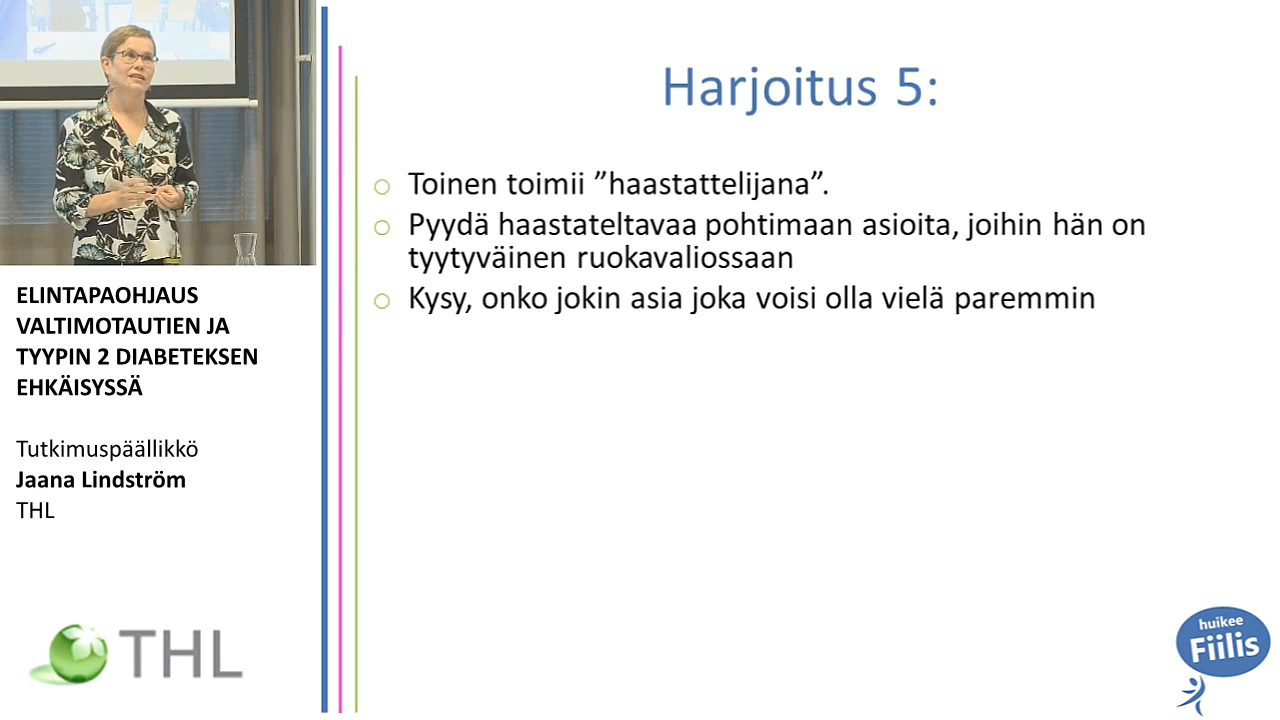 Harjoitus 5:
Toinen toimii ”haastattelijana”.
Pyydä haastateltavaa pohtimaan asioita, joihin hän on
tyytyväinen ruokavaliossaan
Kysy, onko jokin asia joka voisi olla vielä paremmin
ELINTAPAOHJAUS
VALTIMOTAUTIEN JA
TYYPIN 2 DIABETEKSEN
EHKÄISYSSÄ
Tutkimuspäällikkö
Jaana Lindström
THL
THL
huikee
Fiilis